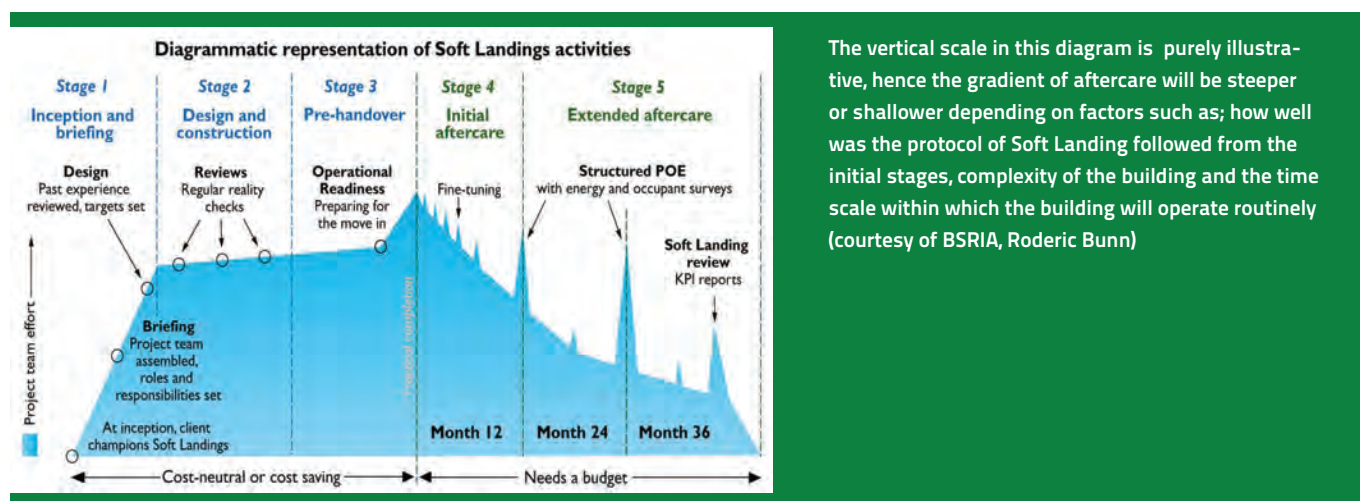 Diagrammatic representation of Soft Landings activities
Stage 1
Inception and
briefing
Stage 2
Design and
construction
Stage 3
Pre-handover
Stage 4
Initial
aftercare
Stage 5
Extended aftercare
Design
Past experience
reviewed, targets set
Reviews
Regular reality
checks
Operational
Readiness
Preparing for
the move in
Fine-tuning
Structured POE
with energy and occupant surveys
Soft Landing
review
KPI reports
Project team effort
Briefing
Project team
assembled,
roles and
responsibilities set
At inception, client
champions Soft Landings
Practical completion
Month 12
Month 24
Month 36
Cost-neutral or cost saving
Needs a budget
The vertical scale in this diagram is purely illustra-
tive, hence the gradient of aftercare will be steeper
or shallower depending on factors such as; how well
was the protocol of Soft Landing followed from the
initial stages, complexity of the building and the time
scale within which the building will operate routinely
(courtesy of BSRIA, Roderic Bunn)